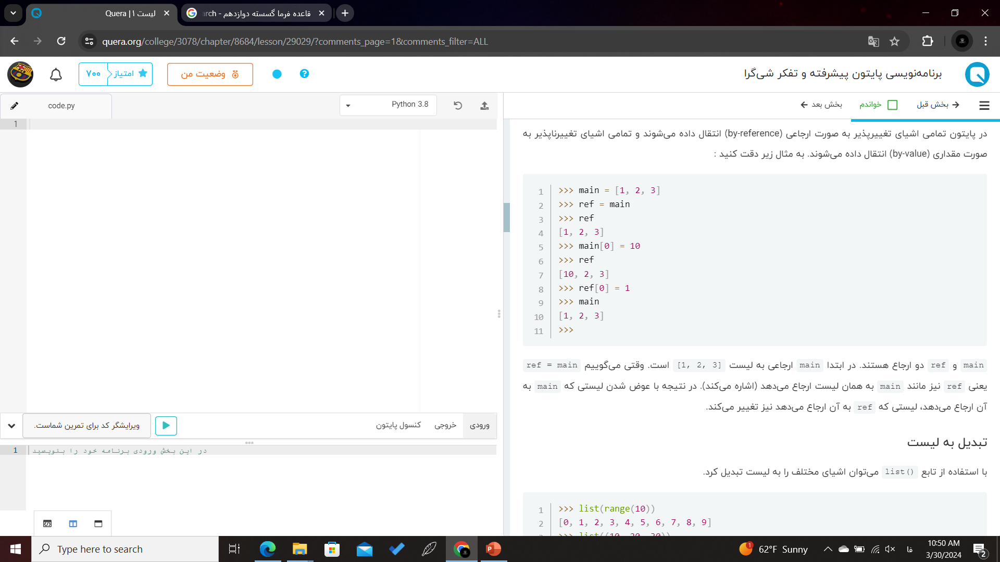 لیست ۱ | Quera
قاعده فرما گسسته دوازدهم - arch
quera.org/college/3078/chapter/8684/lesson/29029/?comments_page=1&comments_filter=ALL
برنامه‌نویسی پایتون پیشرفته و تفکر شی‌گرا
وضعیت من
امتیاز ۷۰۰
code.py
Python 3.8
بخش قبل
خواندم
بخش بعد
1
در پایتون تمامی اشیای تغییرپذیر به صورت ارجاعی (by-reference) انتقال داده می‌شوند و تمامی اشیای تغییرناپذیر به
صورت مقداری (by-value) انتقال داده می‌شوند. به مثال زیر دقت کنید :
1 >>> main = [1, 2, 3]
2 >>> ref = main
3 >>> ref
4 [1, 2, 3]
5 >>> main[0] = 10
6 >>> ref
7 [10, 2, 3]
8 >>> ref[0] = 1
9 >>> main
10 [1, 2, 3]
11 >>>
main و ref دو ارجاع هستند. در ابتدا main ارجاعی به لیست [1, 2, 3] است. وقتی می‌گوییم ref = main
یعنی ref نیز مانند main به همان لیست ارجاع می‌دهد (اشاره می‌کند). در نتیجه با عوض شدن لیستی که main به
آن ارجاع می‌دهد، لیستی که ref به آن ارجاع می‌دهد نیز تغییر می‌کند.
تبدیل به لیست
با استفاده از تابع list() می‌توان اشیای مختلف را به لیست تبدیل کرد.
1 >>> list(range(10))
2 [0, 1, 2, 3, 4, 5, 6, 7, 8, 9]
>>> list((10, 20, 30))
ورودی
خروجی
کنسول پایتون
ویرایشگر کد برای تمرین شماست.
1 در این بخش ورودی برنامه خود را بنویسید
Type here to search
1
62°F Sunny
فا
10:50 AM
3/30/2024
2